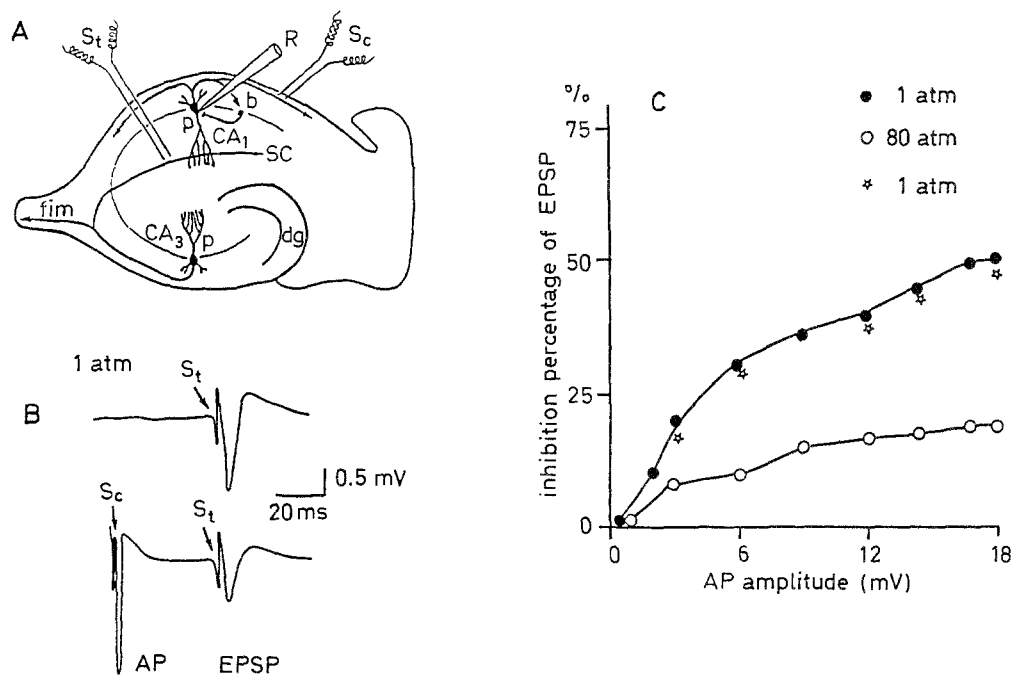 A
St
Sc
R
b
p
CA1
SC
fim
CA3
p
dg
B
1 atm
St
0.5 mV
20 ms
Sc
St
AP
EPSP
C
%
● 1 atm
○ 80 atm
☆ 1 atm
75
50
25
0
inhibition percentage of EPSP
0 6 12 18
AP amplitude (mV)